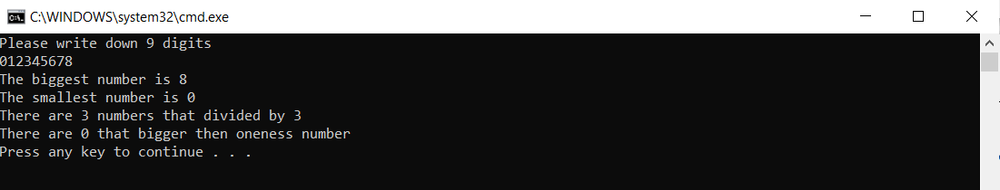 C:\WINDOWS\system32\cmd.exe
Please write down 9 digits
012345678
The biggest number is 8
The smallest number is 0
There are 3 numbers that divided by 3
There are 0 that bigger then oneness number
Press any key to continue . . .